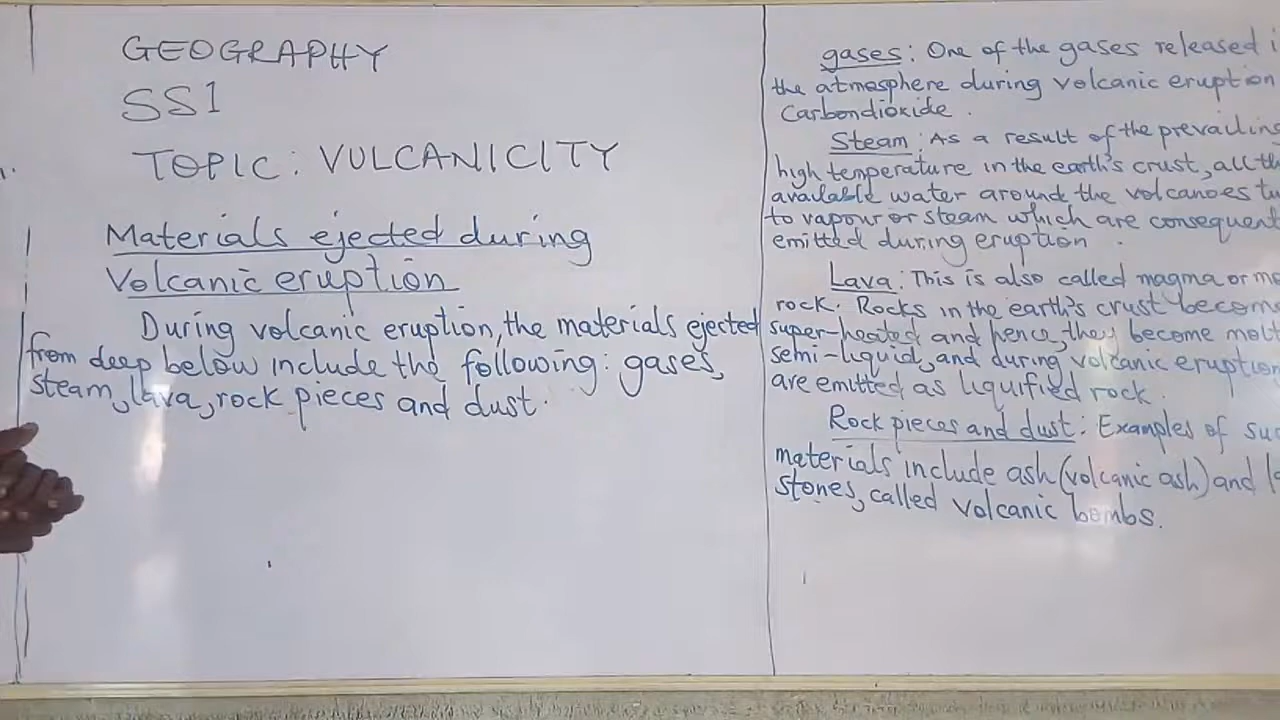 GEOGRAPHY
SS1
TOPIC: VULCANICITY
Materials ejected during
Volcanic eruption
During volcanic eruption, the materials ejected
from deep below include the following: gases,
steam, lava, rock pieces and dust.
gases: One of the gases released
the atmosphere during volcanic eruption
Carbondioxide.
Steam: As a result of the prevailing
high temperature in the earth's crust, all
available water around the volcanoes
to vapour or steam which are
emitted during eruption.
Lava: This is also called magma or
rock. Rocks in the earth's crust
super-heated and hence, they become
semi-liquid, and during volcanic eruption
are emitted as liquified rock.
Rock pieces and dust: Examples of
materials include ash (volcanic ash) and
stones, called volcanic bombs.